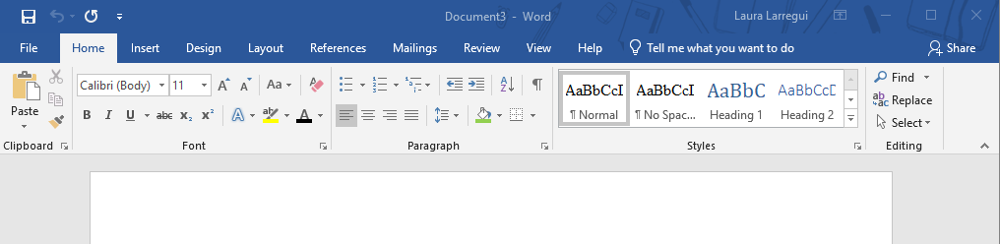 Document3 - Word
Laura Larregui
File Home Insert Design Layout References Mailings Review View Help Tell me what you want to do Share
Calibri (Body) 11 Aa AaBbCcI AaBbCcI AaBbC AaBbCcD Find
Paste B I U abc x₂ x² A ab A ¶ Normal ¶ No Spac... Heading 1 Heading 2 Replace
Select
Clipboard Font Paragraph Styles Editing